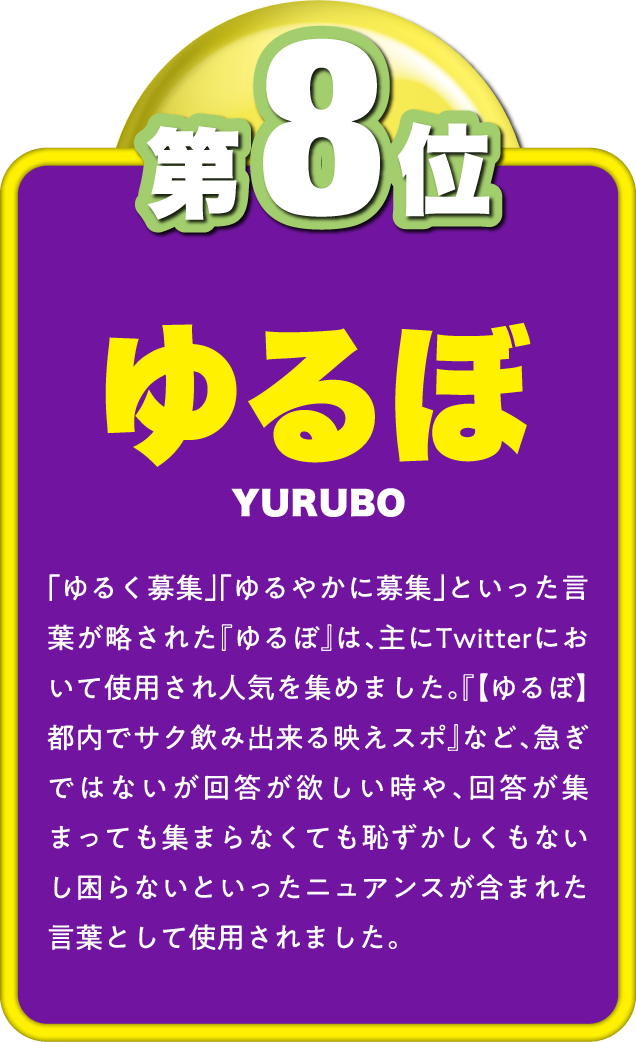 第8位
ゆるぼ
YURUBO
「ゆるく募集」「ゆるやかに募集」といった言
葉が略された『ゆるぼ』は、主にTwitterにお
いて使用され人気を集めました。『【ゆるぼ】
都内でサク飲み出来る映えスポ』など、急ぎ
ではないが回答が欲しい時や、回答が集
まっても集まらなくても恥ずかしくもない
し困らないといったニュアンスが含まれた
言葉として使用されました。